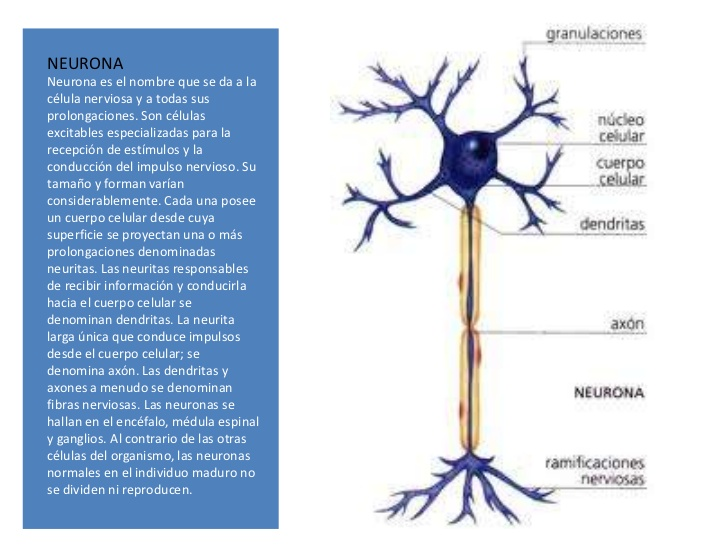 NEURONA
Neurona es el nombre que se da a la
célula nerviosa y a todas sus
prolongaciones. Son células
excitables especializadas para la
recepción de estímulos y la
conducción del impulso nervioso. Su
tamaño y forman varían
considerablemente. Cada una posee
un cuerpo celular desde cuya
superficie se proyectan una o más
prolongaciones denominadas
neuritas. Las neuritas responsables
de recibir información y conducirla
hacia el cuerpo celular se
denominan dendritas. La neurita
larga única que conduce impulsos
desde el cuerpo celular; se
denomina axón. Las dendritas y
axones a menudo se denominan
fibras nerviosas. Las neuronas se
hallan en el encéfalo, médula espinal
y ganglios. Al contrario de las otras
células del organismo, las neuronas
normales en el individuo maduro no
se dividen ni reproducen.
granulaciones
núcleo
celular
cuerpo
celular
dendritas
axón
NEURONA
ramificaciones
nerviosas